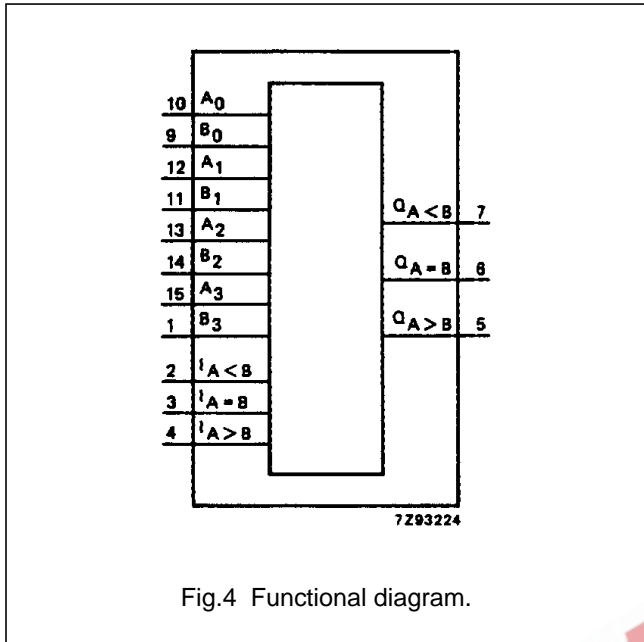 10 A0
9 B0
12 A1
11 B1
13 A2
14 B2
15 A3
1 B3
2 IA<B
3 IA=B
4 IA>B
QA<B 7
QA=B 6
QA>B 5
7Z93224
Fig.4 Functional diagram.